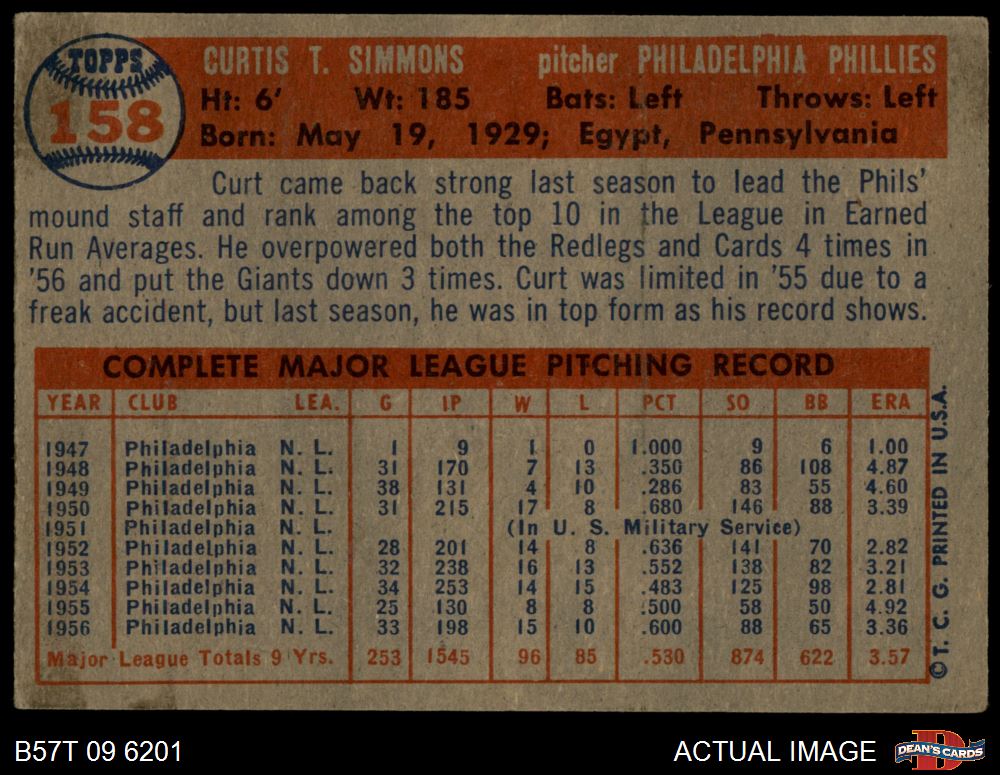 TOPPS
158
CURTIS T. SIMMONS pitcher PHILADELPHIA PHILLIES
Ht: 6' Wt: 185 Bats: Left Throws: Left
Born: May 19, 1929; Egypt, Pennsylvania
Curt came back strong last season to lead the Phils'
mound staff and rank among the top 10 in the League in Earned
Run Averages. He overpowered both the Redlegs and Cards 4 times in
'56 and put the Giants down 3 times. Curt was limited in '55 due to a
freak accident, but last season, he was in top form as his record shows.
COMPLETE MAJOR LEAGUE PITCHING RECORD
YEAR CLUB LEA. G IP W L PCT SO BB ERA
1947 Philadelphia N. L. 1 9 1 0 1.000 9 6 1.00
1948 Philadelphia N. L. 31 170 7 13 .350 86 108 4.87
1949 Philadelphia N. L. 38 131 4 10 .286 83 55 4.60
1950 Philadelphia N. L. 31 215 17 8 .680 146 88 3.39
1951 Philadelphia N. L. (In U. S. Military Service)
1952 Philadelphia N. L. 28 201 14 8 .636 141 70 2.82
1953 Philadelphia N. L. 32 238 16 13 .552 138 82 3.21
1954 Philadelphia N. L. 34 253 14 15 .483 125 98 2.81
1955 Philadelphia N. L. 25 130 8 8 .500 58 50 4.92
1956 Philadelphia N. L. 33 198 15 10 .600 88 65 3.36
Major League Totals 9 Yrs. 253 1545 96 85 .530 874 622 3.57
©T. C. G. PRINTED IN U.S.A.
B57T 09 6201 ACTUAL IMAGE
D
DEAN'S CARDS